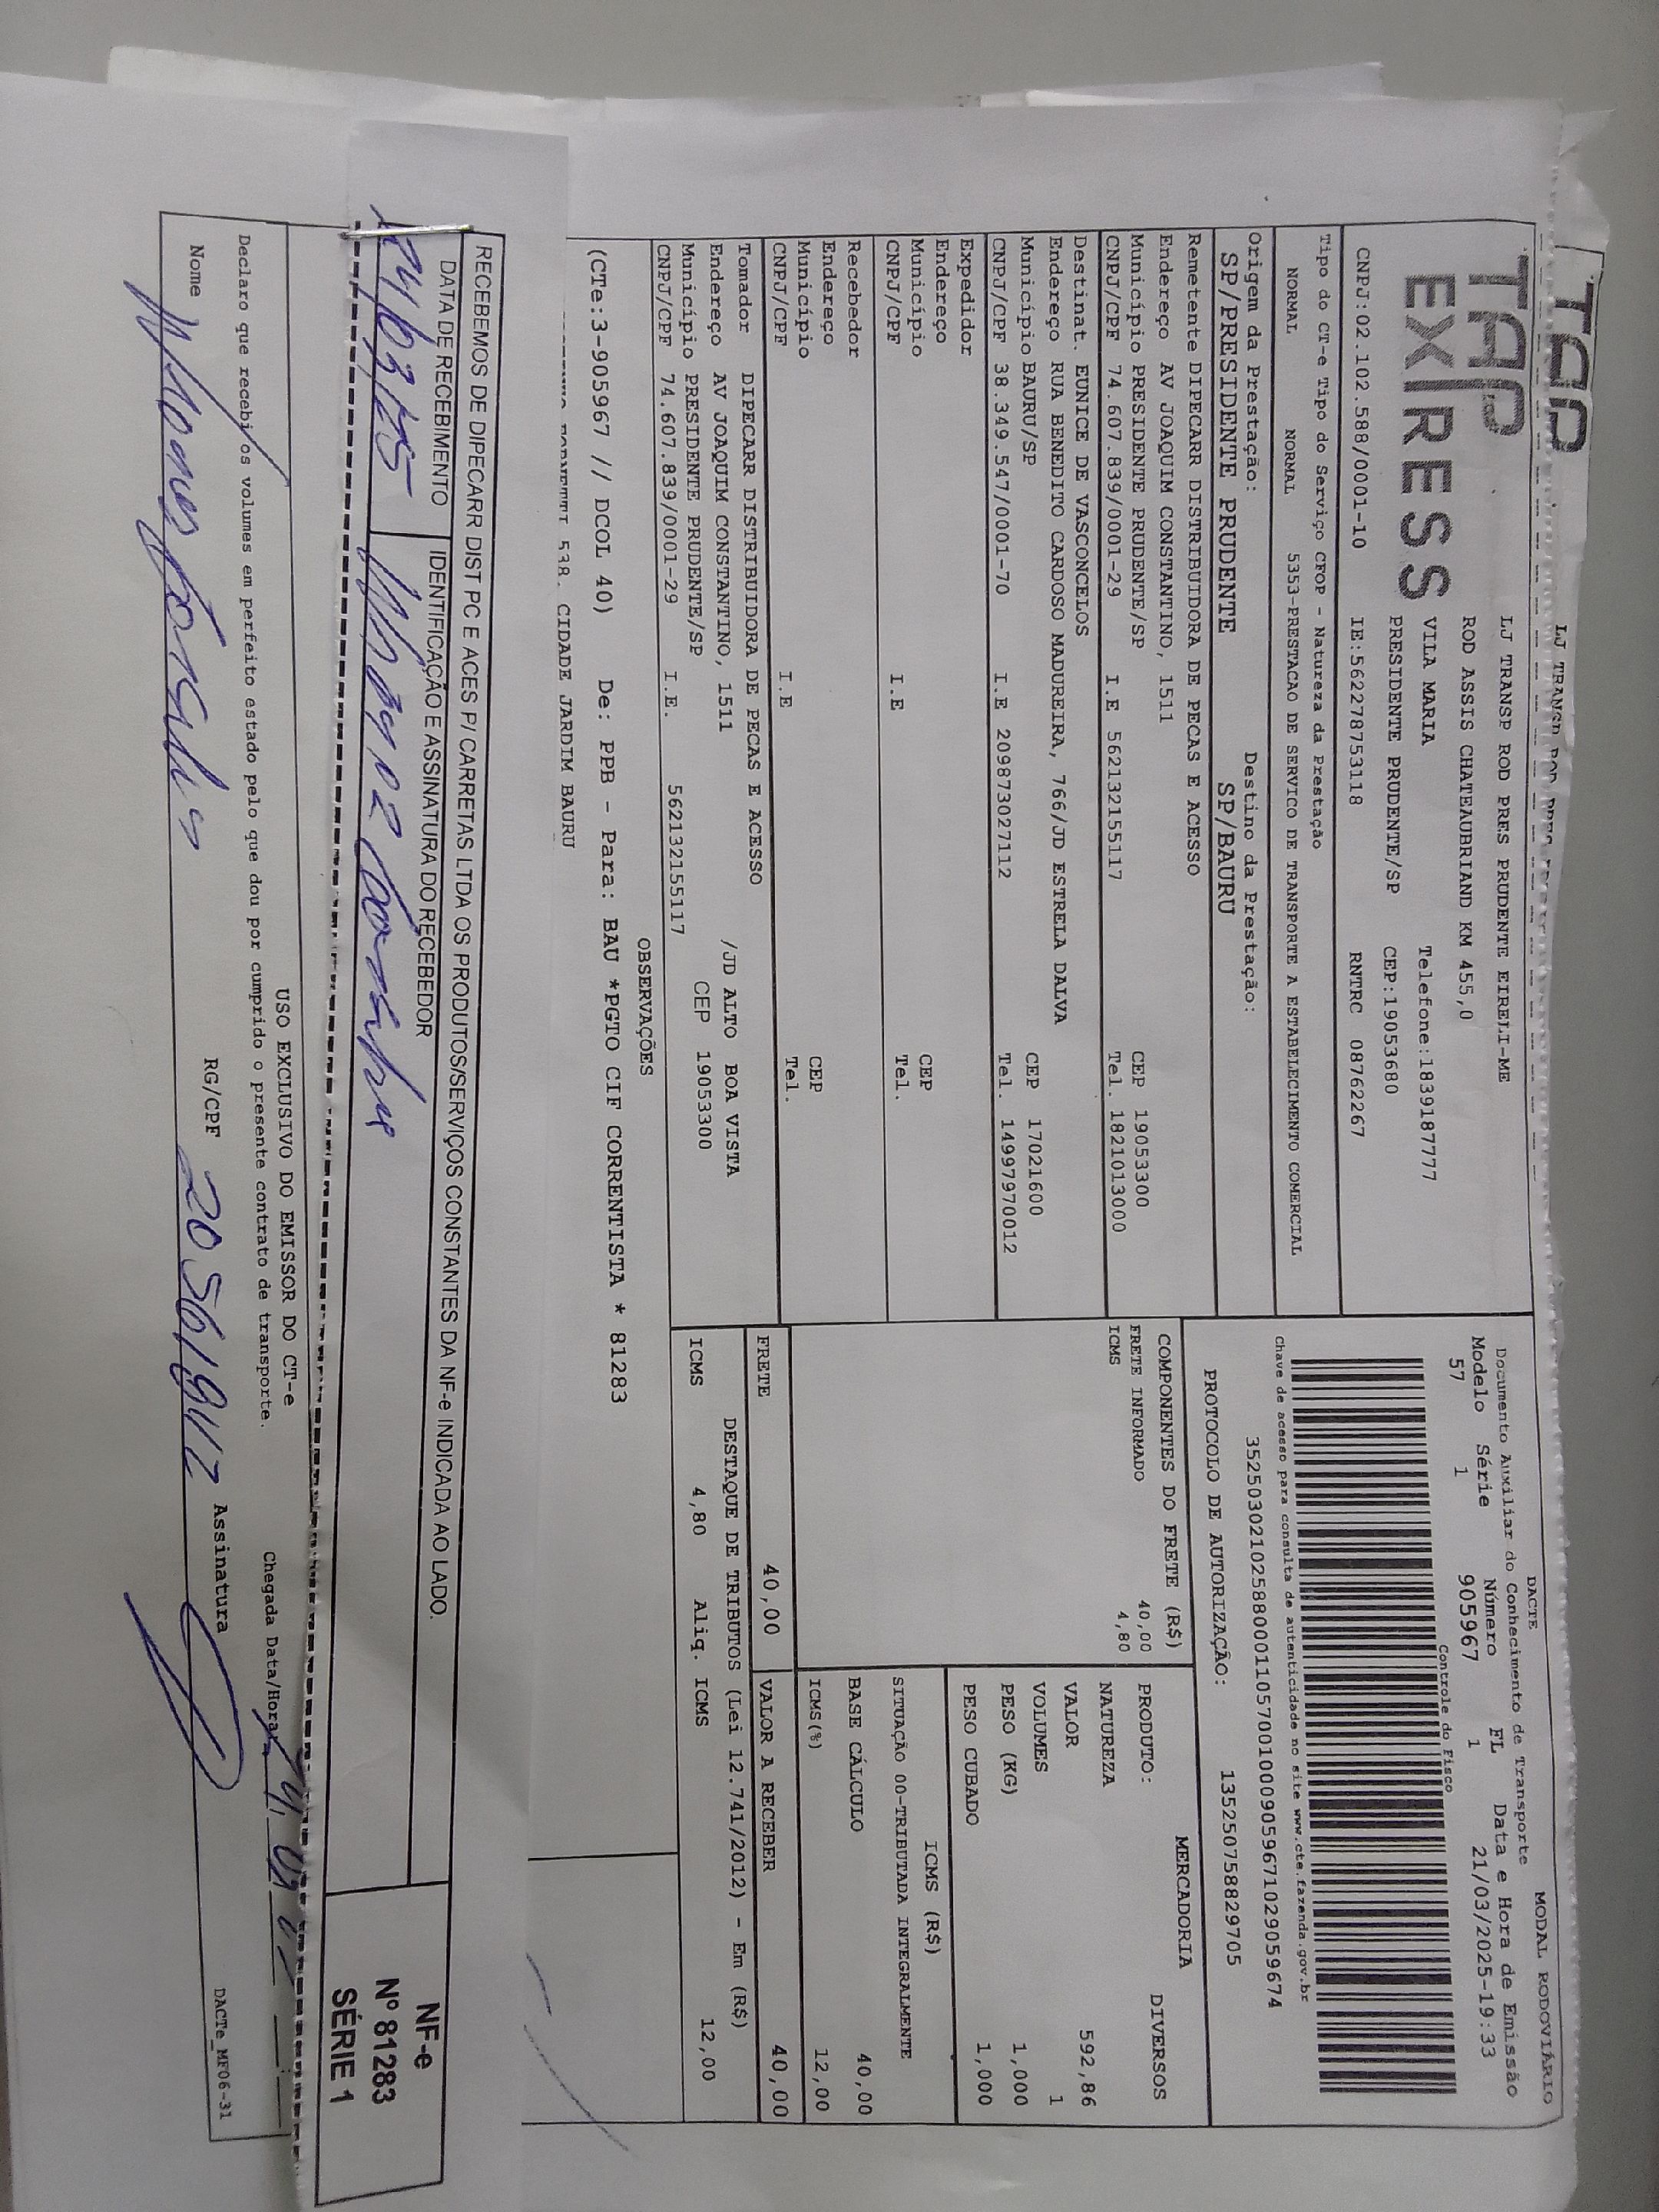 TAP
LJ TRANSP ROD PRES
TAP
EXPRESS
LJ TRANSP ROD PRES PRUDENTE EIRELI-ME
ROD ASSIS CHATEAUBRIAND KM 455,0
VILA MARIA Telefone:1839187777
PRESIDENTE PRUDENTE/SP CEP:19053680
CNPJ:02.102.588/0001-10 IE:562278753118 RNTRC 08762267
DACTE MODAL RODOVIÁRIO
Documento Auxiliar do Conhecimento de Transporte
Modelo Série Número FL Data e Hora de Emissão
57 1 905967 1 21/03/2025-19:33
Controle do Fisco
Chave de acesso para consulta de autenticidade no site www.cte.fazenda.gov.br
35250302102588000110570010009059671029059674
PROTOCOLO DE AUTORIZAÇÃO: 135250758829705
Tipo do CT-e Tipo do Serviço CFOP - Natureza da Prestação
NORMAL NORMAL 5353-PRESTACAO DE SERVICO DE TRANSPORTE A ESTABELECIMENTO COMERCIAL
Origem da Prestação: Destino da Prestação:
SP/PRESIDENTE PRUDENTE SP/BAURU
Remetente DIPECARR DISTRIBUIDORA DE PECAS E ACESSO
Endereço AV JOAQUIM CONSTANTINO, 1511
Município PRESIDENTE PRUDENTE/SP CEP 19053300
CNPJ/CPF 74.607.839/0001-29 I.E 562132155117 Tel. 1821013000
Destinat. EUNICE DE VASCONCELOS
Endereço RUA BENEDITO CARDOSO MADUREIRA, 766/JD ESTRELA DALVA
Município BAURU/SP CEP 17021600
CNPJ/CPF 38.349.547/0001-70 I.E 209873027112 Tel. 14997970012
Expedidor
Endereço
Município CEP
CNPJ/CPF I.E Tel.
Recebedor
Endereço
Município CEP
CNPJ/CPF I.E Tel.
Tomador DIPECARR DISTRIBUIDORA DE PECAS E ACESSO
Endereço AV JOAQUIM CONSTANTINO, 1511 /JD ALTO BOA VISTA
Município PRESIDENTE PRUDENTE/SP CEP 19053300
CNPJ/CPF 74.607.839/0001-29 I.E. 562132155117
COMPONENTES DO FRETE (R$)
FRETE INFORMADO 40,00
ICMS 4,80
MERCADORIA
PRODUTO: DIVERSOS
NATUREZA
VALOR 592,86
VOLUMES 1
PESO (KG) 1,000
PESO CUBADO 1,000
ICMS (R$)
SITUAÇÃO 00-TRIBUTADA INTEGRALMENTE
BASE CÁLCULO 40,00
ICMS(%) 12,00
FRETE 40,00 VALOR A RECEBER 40,00
DESTAQUE DE TRIBUTOS (Lei 12.741/2012) - Em (R$)
ICMS 4,80 Aliq. ICMS 12,00
OBSERVAÇÕES
(CTe:3-905967 // DCOL 40) De: PPB - Para: BAU *PGTO CIF CORRENTISTA * 81283
538. CIDADE JARDIM BAURU
RECEBEMOS DE DIPECARR DIST PC E ACES P/ CARRETAS LTDA OS PRODUTOS/SERVIÇOS CONSTANTES DA NF-e INDICADA AO LADO.
DATA DE RECEBIMENTO IDENTIFICAÇÃO E ASSINATURA DO RECEBEDOR
NF-e
Nº 81283
SÉRIE 1
USO EXCLUSIVO DO EMISSOR DO CT-e
Declaro que recebi os volumes em perfeito estado pelo que dou por cumprido o presente contrato de transporte.
Chegada Data/Hora
Nome RG/CPF Assinatura
DACTe_MF06-31